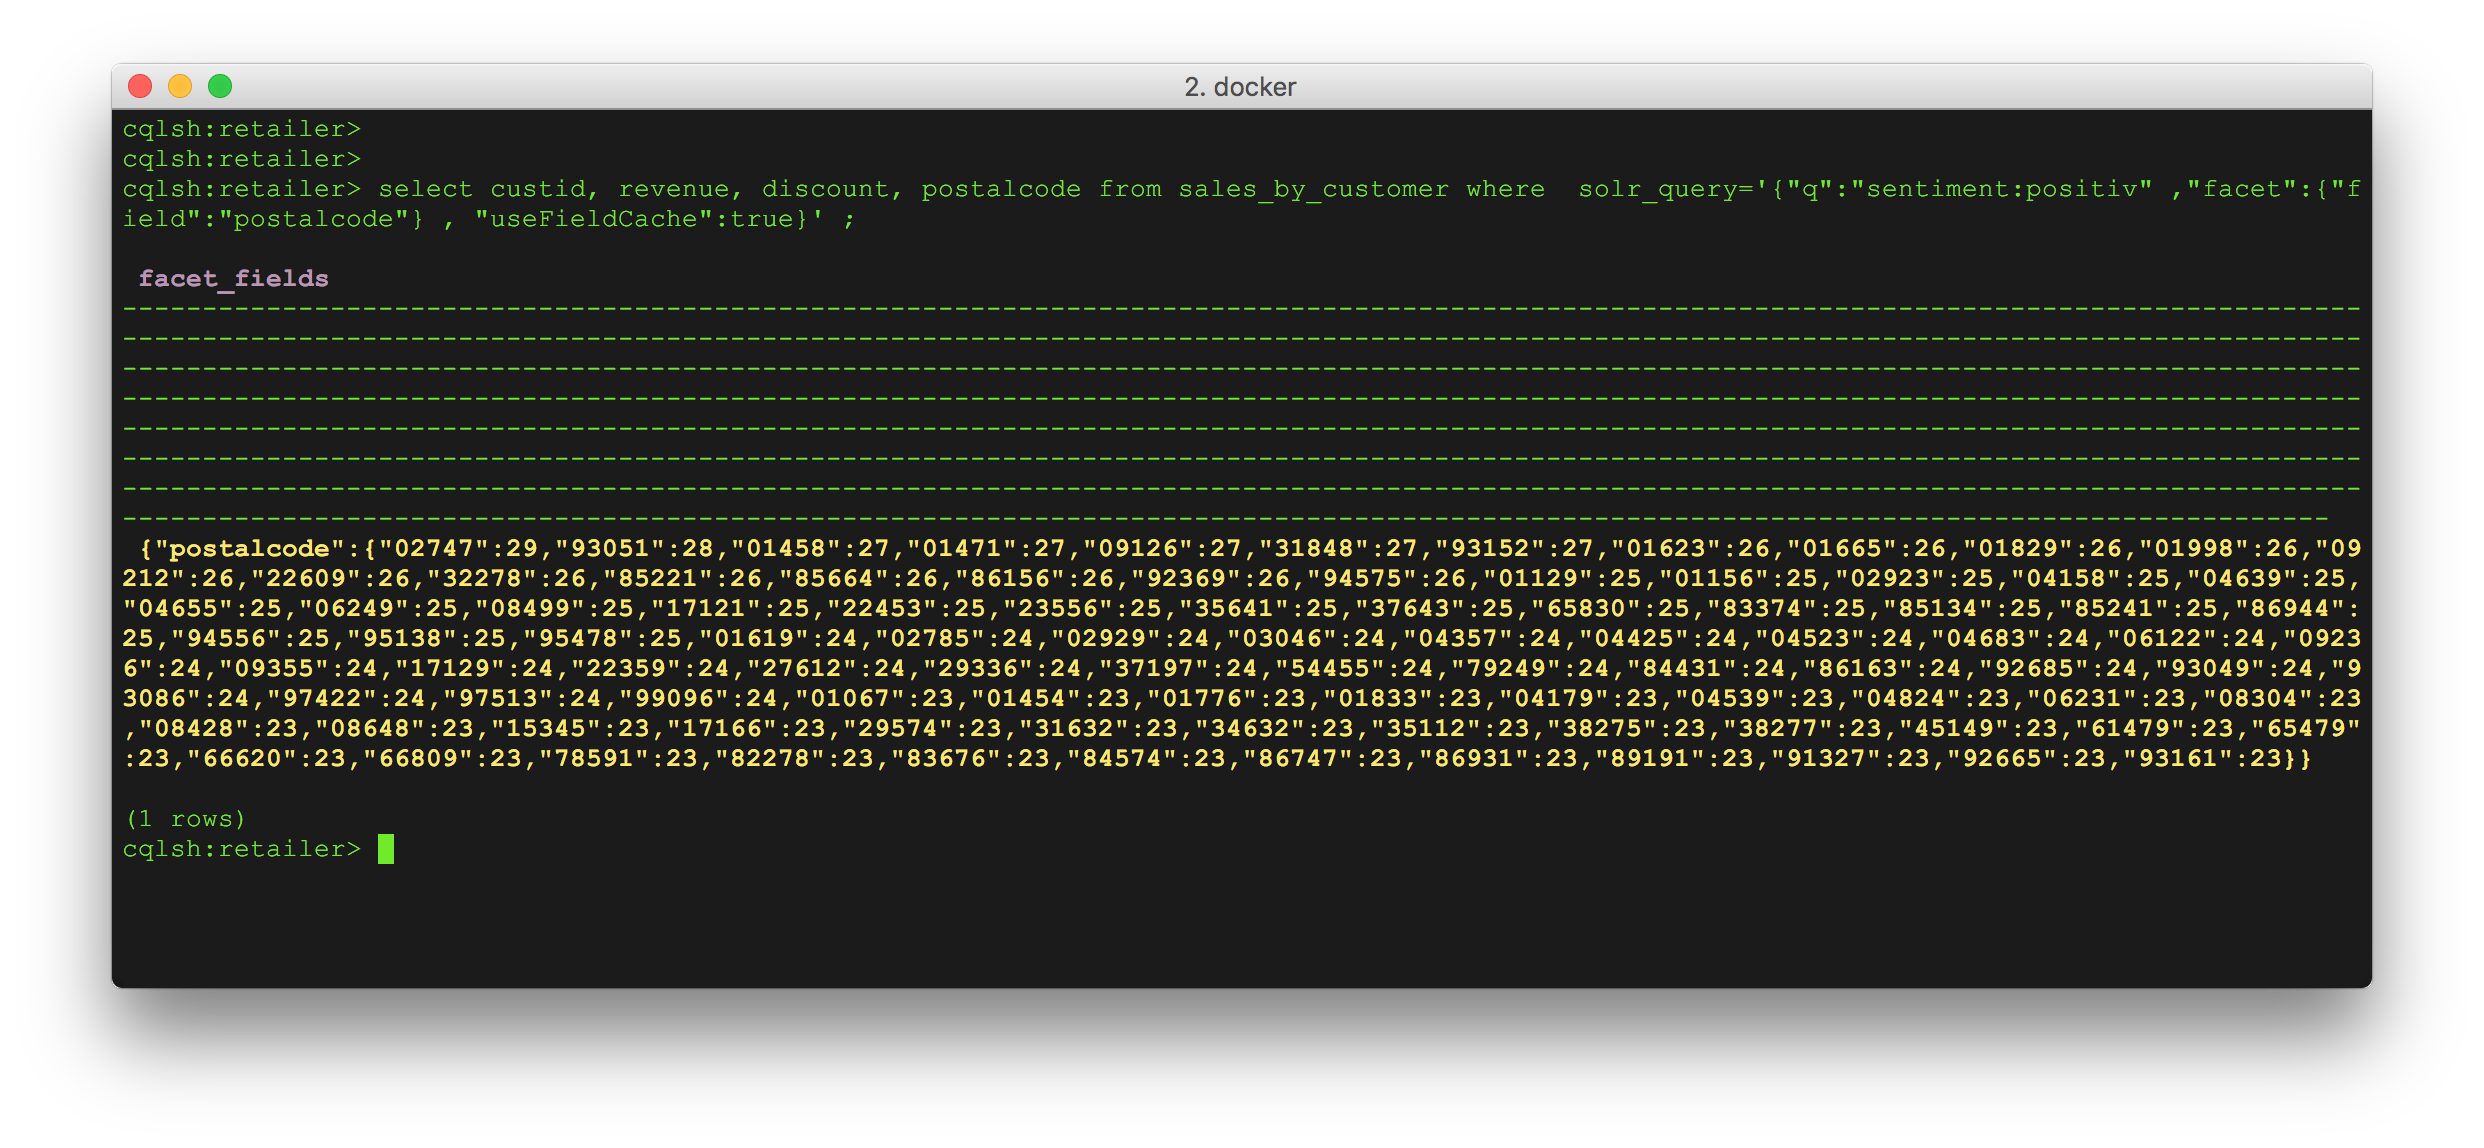 2. docker
cqlsh:retailer>
cqlsh:retailer>
cqlsh:retailer> select custid, revenue, discount, postalcode from sales_by_customer where  solr_query='{"q":"sentiment:positiv" ,"facet":{"f
ield":"postalcode"} , "useFieldCache":true}' ;
facet_fields
--------------------------------------------------------------------------------------------------------------------------------------------
--------------------------------------------------------------------------------------------------------------------------------------------
--------------------------------------------------------------------------------------------------------------------------------------------
--------------------------------------------------------------------------------------------------------------------------------------------
--------------------------------------------------------------------------------------------------------------------------------------------
--------------------------------------------------------------------------------------------------------------------------------------------
--------------------------------------------------------------------------------------------------------------------------------------------
------------------------------------------------------------------------------------------------------------------------------------------
{"postalcode":{"02747":29,"93051":28,"01458":27,"01471":27,"09126":27,"31848":27,"93152":27,"01623":26,"01665":26,"01829":26,"01998":26,"09
212":26,"22609":26,"32278":26,"85221":26,"85664":26,"86156":26,"92369":26,"94575":26,"01129":25,"01156":25,"02923":25,"04158":25,"04639":25,
"04655":25,"06249":25,"08499":25,"17121":25,"22453":25,"23556":25,"35641":25,"37643":25,"65830":25,"83374":25,"85134":25,"85241":25,"86944":
25,"94556":25,"95138":25,"95478":25,"01619":24,"02785":24,"02929":24,"03046":24,"04357":24,"04425":24,"04523":24,"04683":24,"06122":24,"0923
6":24,"09355":24,"17129":24,"22359":24,"27612":24,"29336":24,"37197":24,"54455":24,"79249":24,"84431":24,"86163":24,"92685":24,"93049":24,"9
3086":24,"97422":24,"97513":24,"99096":24,"01067":23,"01454":23,"01776":23,"01833":23,"04179":23,"04539":23,"04824":23,"06231":23,"08304":23
,"08428":23,"08648":23,"15345":23,"17166":23,"29574":23,"31632":23,"34632":23,"35112":23,"38275":23,"38277":23,"45149":23,"61479":23,"65479"
:23,"66620":23,"66809":23,"78591":23,"82278":23,"83676":23,"84574":23,"86747":23,"86931":23,"89191":23,"91327":23,"92665":23,"93161":23}}
(1 rows)
cqlsh:retailer>